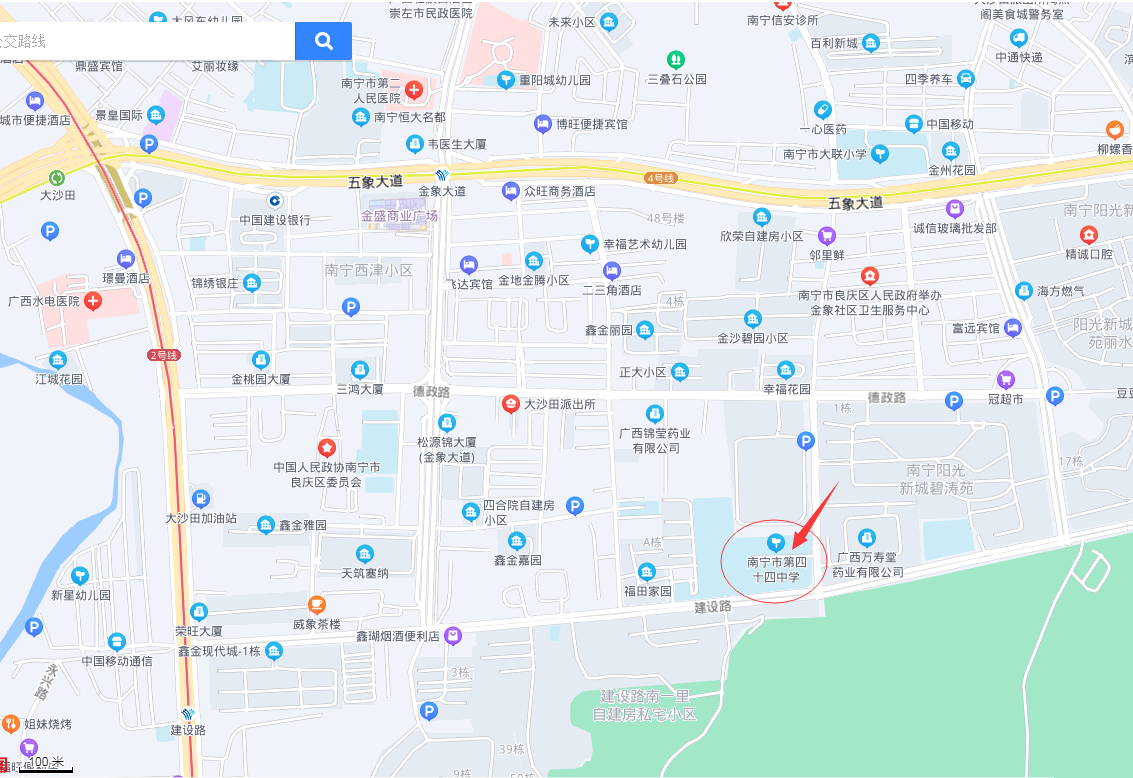 大风车幼儿园
崇左市民政医院
未来小区
南宁信安诊所
阁美食城警务室
公交路线
百利新城
中通快递
鼎盛宾馆
艾丽妆缘
三叠石公园
四季养车
南宁市第二
人民医院
重阳城幼儿园
城市便捷酒店
景皇国际
南宁恒大名都
博旺便捷宾馆
一心医药
中国移动
韦医生大厦
南宁市大联小学
金州花园
柳螺香
五象大道
金象大道
众旺商务酒店
4号线
五象大道
大沙田
中国建设银行
金盛商业广场
48号楼
欣荣自建房小区
诚信玻璃批发部
南宁阳光新
幸福艺术幼儿园
邻里鲜
精诚口腔
璟曼酒店
南宁西津小区
锦绣银庄
飞达宾馆
金地金腾小区
二三角酒店
广西水电医院
4栋
南宁市良庆区人民政府举办
金象社区卫生服务中心
海方燃气
鑫金丽园
金沙碧园小区
富远宾馆
阳光新城
苑丽水
2号线
江城花园
金桃园大厦
三鸿大厦
正大小区
幸福花园
德政路
大沙田派出所
1栋
德政路
冠超市
广西锦莹药业
有限公司
松源锦大厦
(金象大道)
中国人民政协南宁市
良庆区委员会
17栋
南宁阳光
新城碧涛苑
大沙田加油站
鑫金雅园
四合院自建房
小区
A栋
鑫金嘉园
南宁市第四
十四中学
广西万寿堂
药业有限公司
天筑塞纳
新星幼儿园
福田家园
建设路
威象茶楼
荣旺大厦
鑫瑚烟酒便利店
中国移动通信
鑫金现代城-1栋
永兴路
3栋
建设路南一里
自建房私宅小区
姐妹烧烤
建设路
39栋
100 米
9栋